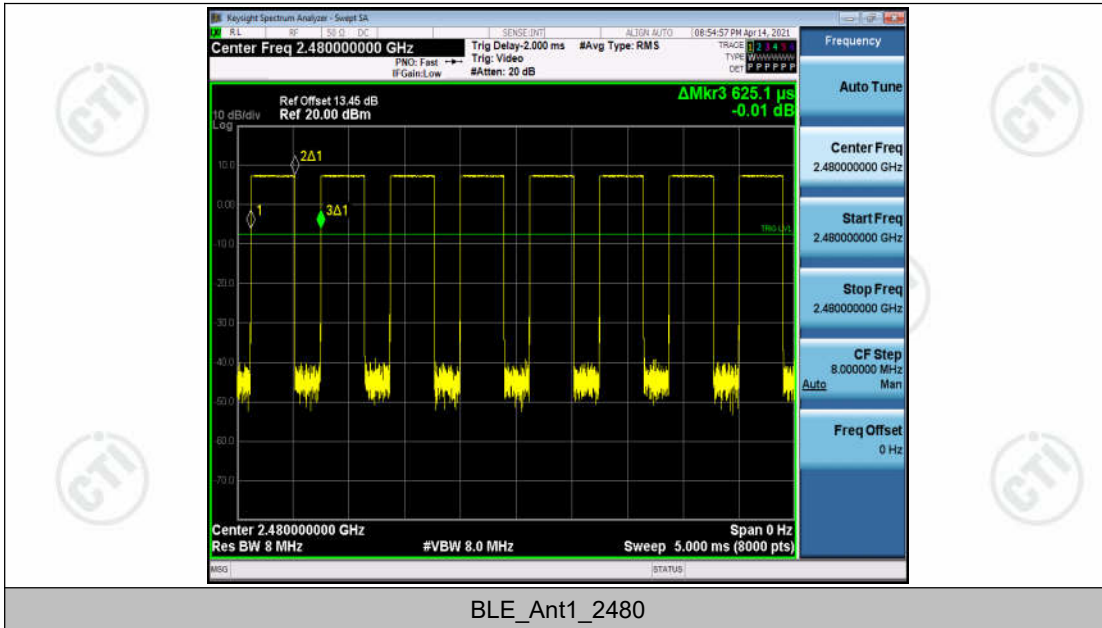 Keysight Spectrum Analyzer - Swept SA
RL RF 50 Ω DC SENSE:INT ALIGN AUTO 08:54:57 PM Apr 14, 2021
Center Freq 2.480000000 GHz
PNO: Fast
IFGain:Low
Trig Delay-2.000 ms
Trig: Video
#Atten: 20 dB
#Avg Type: RMS
TRACE 1 2 3 4 5 6
TYPE WWWWWW
DET P P P P P P
Frequency
Auto Tune
Center Freq
2.480000000 GHz
Start Freq
2.480000000 GHz
Stop Freq
2.480000000 GHz
CF Step
8.000000 MHz
Auto Man
Freq Offset
0 Hz
ΔMkr3 625.1 µs
-0.01 dB
Ref Offset 13.45 dB
10 dB/div Ref 20.00 dBm
Log
10.0
0.00
-10.0
-20.0
-30.0
-40.0
-50.0
-60.0
-70.0
1
2Δ1
3Δ1
TRIG LVL
Center 2.480000000 GHz Span 0 Hz
Res BW 8 MHz #VBW 8.0 MHz Sweep 5.000 ms (8000 pts)
MSG STATUS
BLE_Ant1_2480
CTI
CTI
CTI
CTI